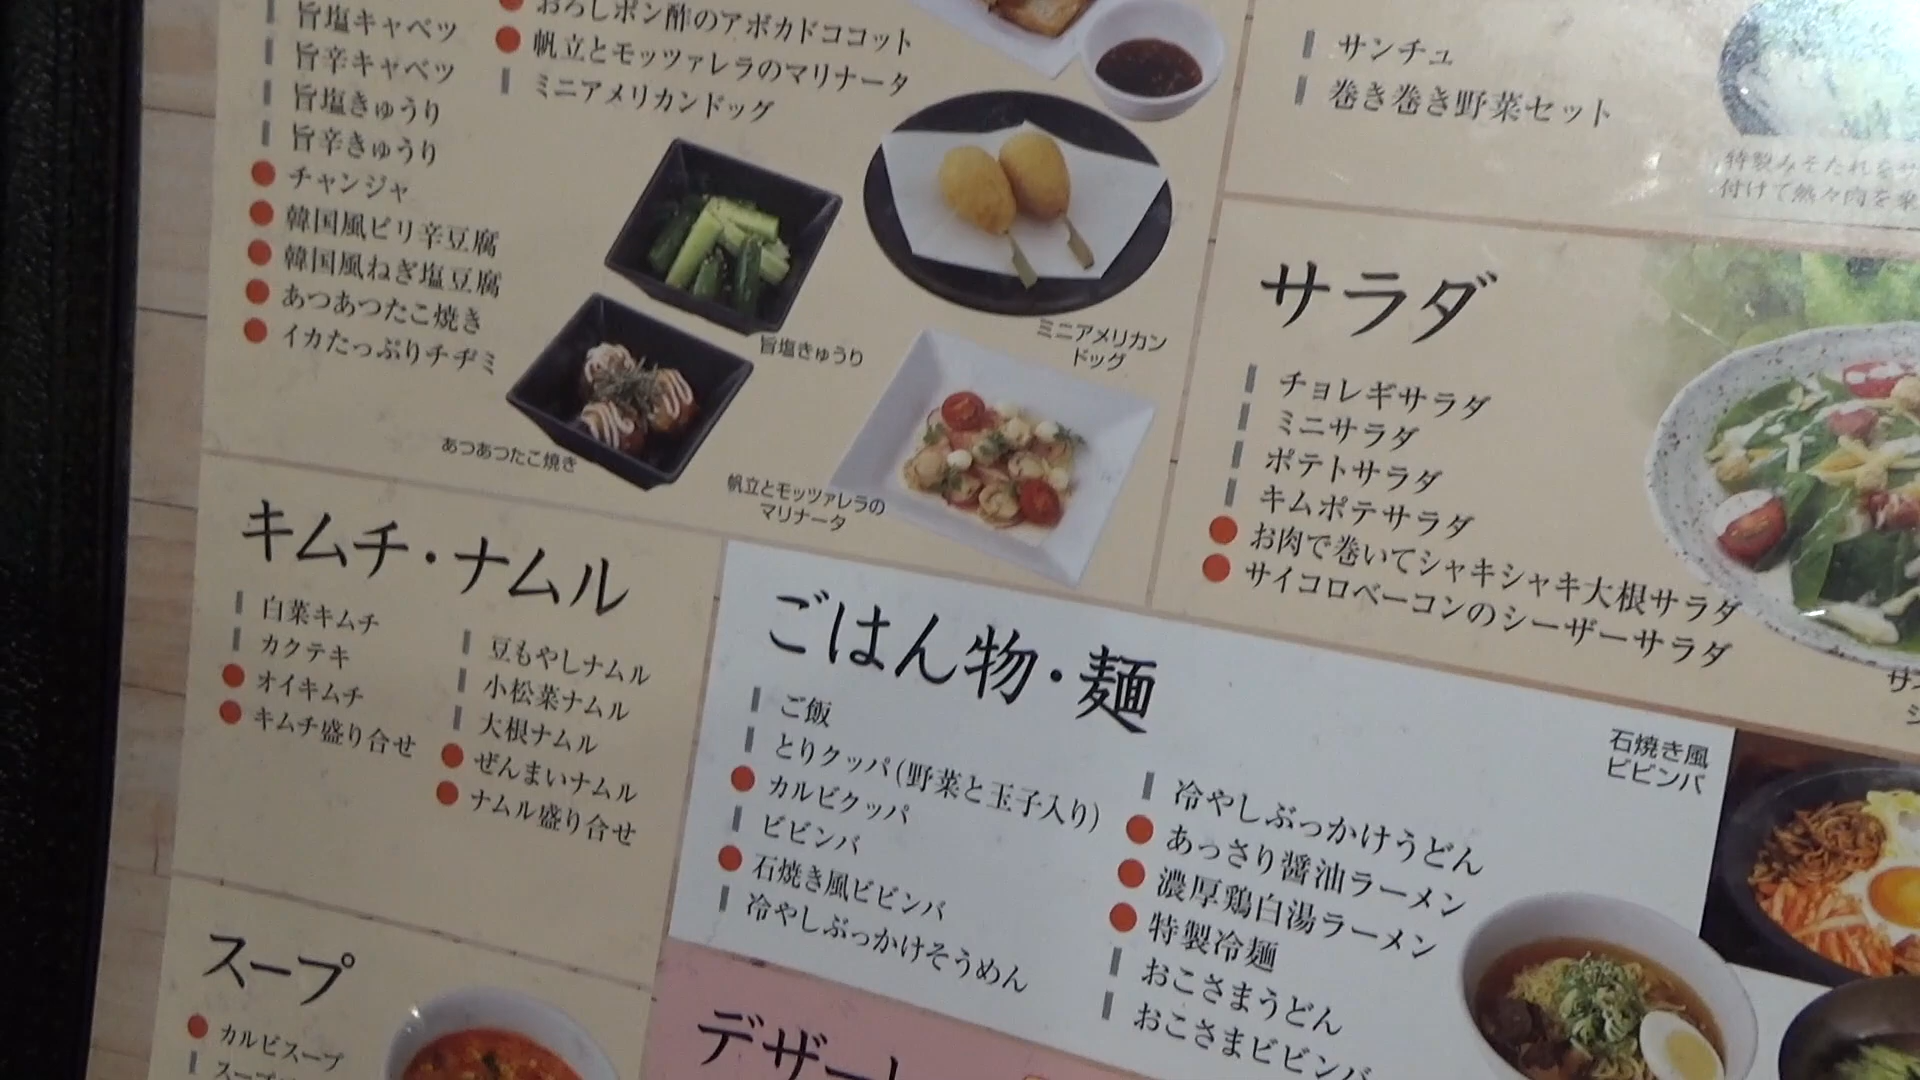 旨塩キャベツ
旨辛キャベツ
旨塩きゅうり
旨辛きゅうり
チャンジャ
韓国風ピリ辛豆腐
韓国風ねぎ塩豆腐
あつあつたこ焼き
イカたっぷりチヂミ
おろしポン酢のアボカドココット
帆立とモッツァレラのマリナータ
ミニアメリカンドッグ
旨塩きゅうり
ミニアメリカン
ドッグ
あつあつたこ焼き
帆立とモッツァレラの
マリナータ
サンチュ
巻き巻き野菜セット
特製みそだれを
付けて熱々肉を
サラダ
チョレギサラダ
ミニサラダ
ポテトサラダ
キムポテサラダ
お肉で巻いてシャキシャキ大根サラダ
サイコロベーコンのシーザーサラダ
キムチ・ナムル
白菜キムチ
カクテキ
オイキムチ
キムチ盛り合せ
豆もやしナムル
小松菜ナムル
大根ナムル
ぜんまいナムル
ナムル盛り合せ
ごはん物・麺
ご飯
とりクッパ(野菜と玉子入り)
カルビクッパ
ビビンバ
石焼き風ビビンバ
冷やしぶっかけそうめん
冷やしぶっかけうどん
あっさり醤油ラーメン
濃厚鶏白湯ラーメン
特製冷麺
おこさまうどん
おこさまビビンバ
石焼き風
ビビンバ
スープ
カルビスープ
デザート